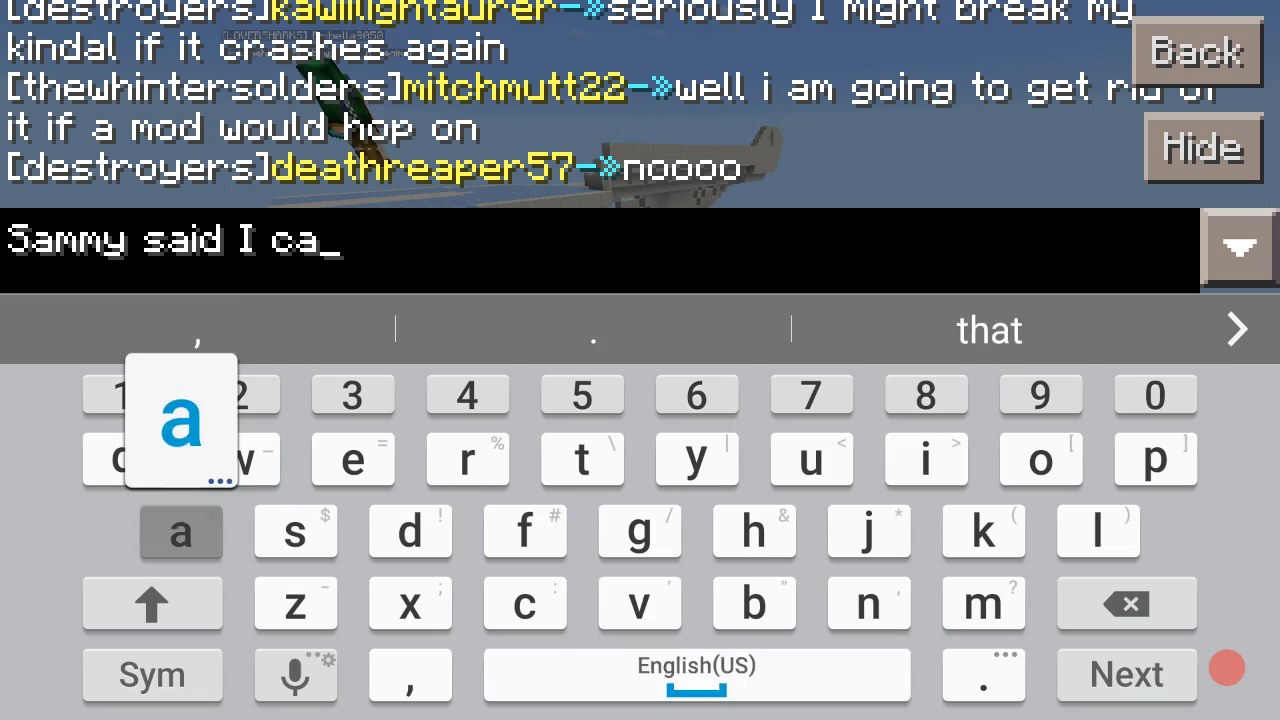 [destroyers]kawiilightaurer->»seriously I might break my
kindal if it crashes again
[thewhintersolders]mitchmutt22->»well i am going to get rid of
it if a mod would hop on
[destroyers]deathreaper57->»noooo
Back
Hide
Sammy said I ca_
, . that
1 2 3 4 5 6 7 8 9 0
a
w - e = r % t \ y | u < i > o [ p ]
a s $ d ! f # g / h & j * k ( l )
z - x ; c : v ' b " n , m ?
Sym , English(US) . Next